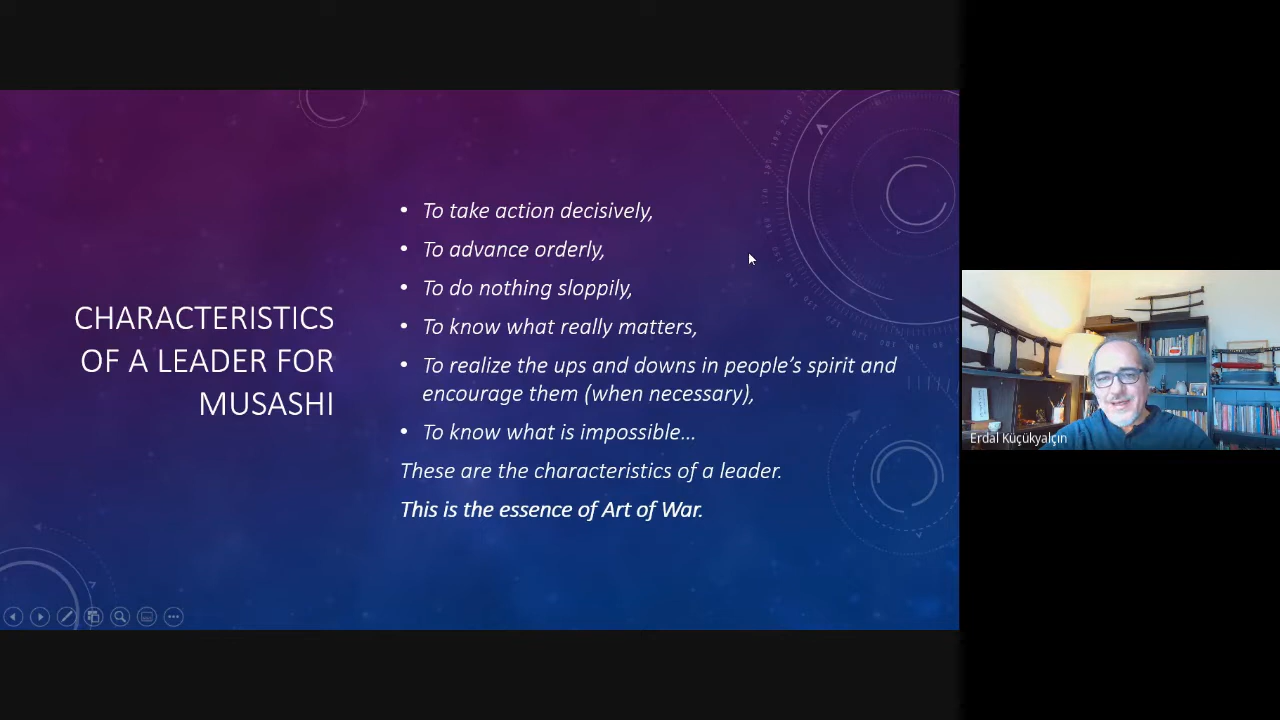 CHARACTERISTICS
OF A LEADER FOR
MUSASHI
• To take action decisively,
• To advance orderly,
• To do nothing sloppily,
• To know what really matters,
• To realize the ups and downs in people’s spirit and
encourage them (when necessary),
• To know what is impossible…
These are the characteristics of a leader.
This is the essence of Art of War.
Erdal Küçükyalçın